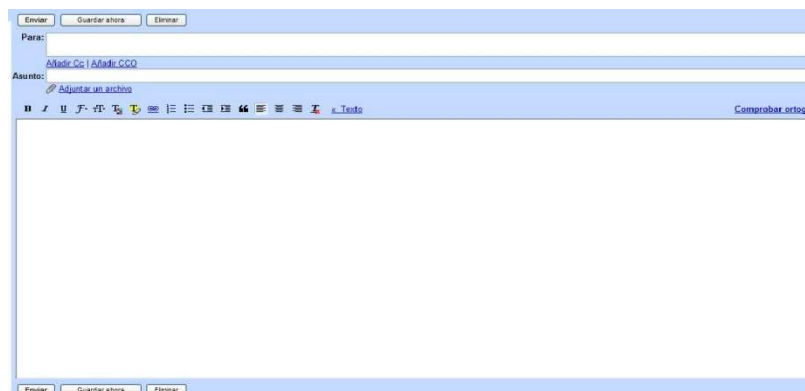 Enviar Guardar ahora Eliminar
Para:
Añadir Cc | Añadir CCO
Asunto:
Adjuntar un archivo
B I U « Texto Comprobar ortog
Enviar Guardar ahora Eliminar